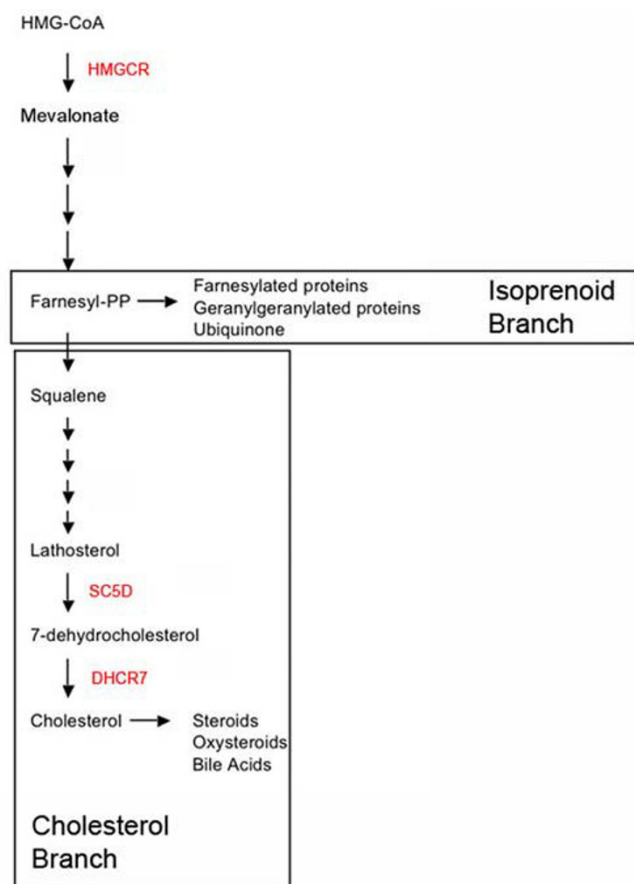 HMG-CoA
HMGCR
Mevalonate
Farnesyl-PP
Farnesylated proteins
Geranylgeranylated proteins
Ubiquinone
Isoprenoid
Branch
Squalene
Lathosterol
SC5D
7-dehydrocholesterol
DHCR7
Cholesterol
Steroids
Oxysteroids
Bile Acids
Cholesterol
Branch